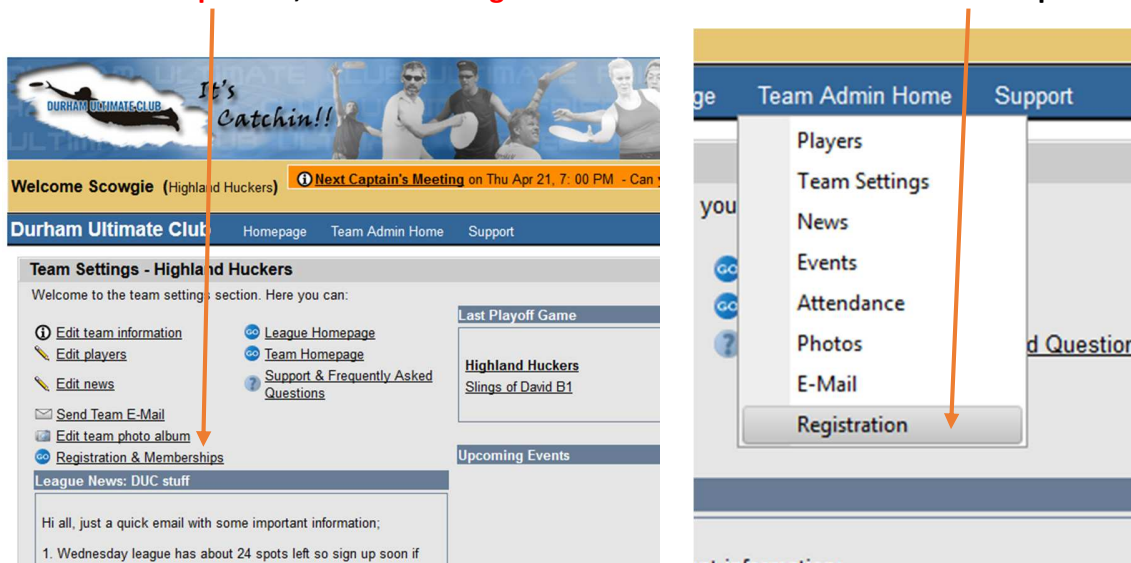 DURHAM ULTIMATE CLUB
It's
Catchin!!
Welcome Scowgie (Highland Huckers)
Next Captain's Meeting on Thu Apr 21, 7: 00 PM - Can
Durham Ultimate Club Homepage Team Admin Home Support
Team Settings - Highland Huckers
Welcome to the team settings section. Here you can:
Edit team information
Edit players
Edit news
Send Team E-Mail
Edit team photo album
GO Registration & Memberships
GO League Homepage
GO Team Homepage
? Support & Frequently Asked
Questions
Last Playoff Game
Highland Huckers
Slings of David B1
Upcoming Events
League News: DUC stuff
Hi all, just a quick email with some important information;
1. Wednesday league has about 24 spots left so sign up soon if
ge Team Admin Home Support
you
GO
GO
?
Players
Team Settings
News
Events
Attendance
Photos
E-Mail
Registration
d Question